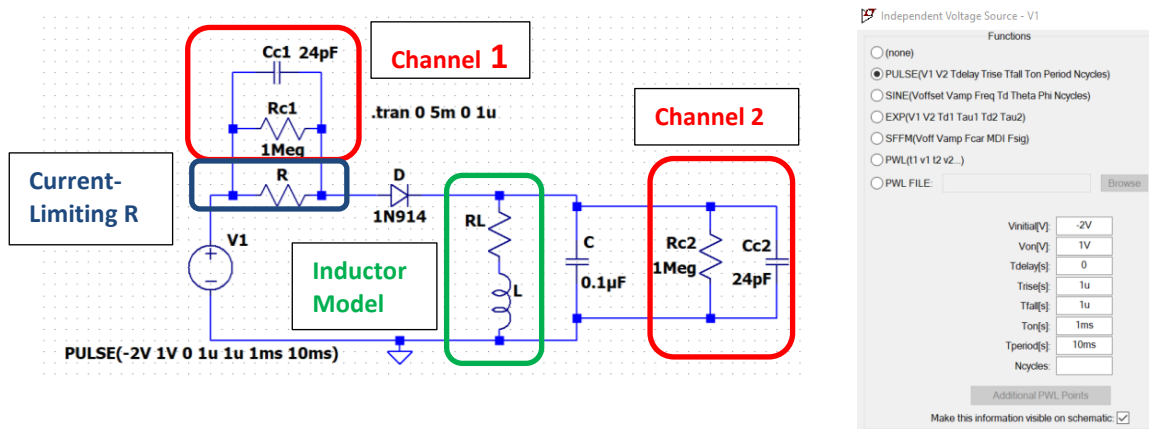 Cc1 24pF
Channel 1
Rc1
1Meg
.tran 0 5m 0 1u
Channel 2
Current-
Limiting R
R
D
1N914
V1
RL
L
Inductor
Model
C
0.1µF
Rc2
1Meg
Cc2
24pF
PULSE(-2V 1V 0 1u 1u 1ms 10ms)
Independent Voltage Source - V1
Functions
(none)
PULSE(V1 V2 Tdelay Trise Tfall Ton Period Ncycles)
SINE(Voffset Vamp Freq Td Theta Phi Ncycles)
EXP(V1 V2 Td1 Tau1 Td2 Tau2)
SFFM(Voff Vamp Fcar MDI Fsig)
PWL(t1 v1 t2 v2...)
PWL FILE: Browse
Vinitial[V]: -2V
Von[V]: 1V
Tdelay[s]: 0
Trise[s]: 1u
Tfall[s]: 1u
Ton[s]: 1ms
Tperiod[s]: 10ms
Ncycles:
Additional PWL Points
Make this information visible on schematic: